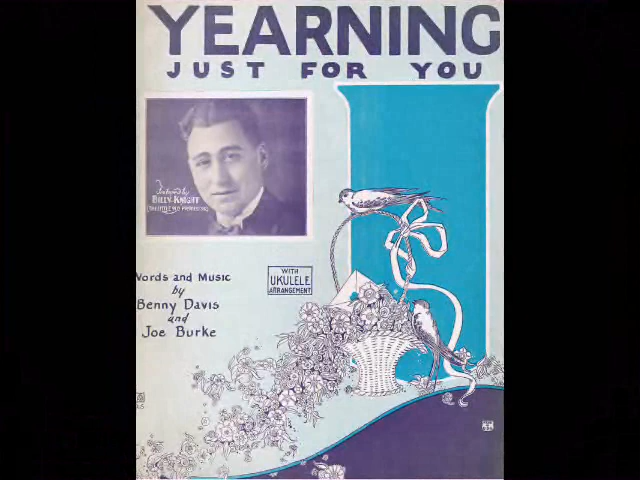 YEARNING
JUST FOR YOU
BILLY KNIGHT
Words and Music
by
Benny Davis
and
Joe Burke
WITH
UKULELE
ARRANGEMENT